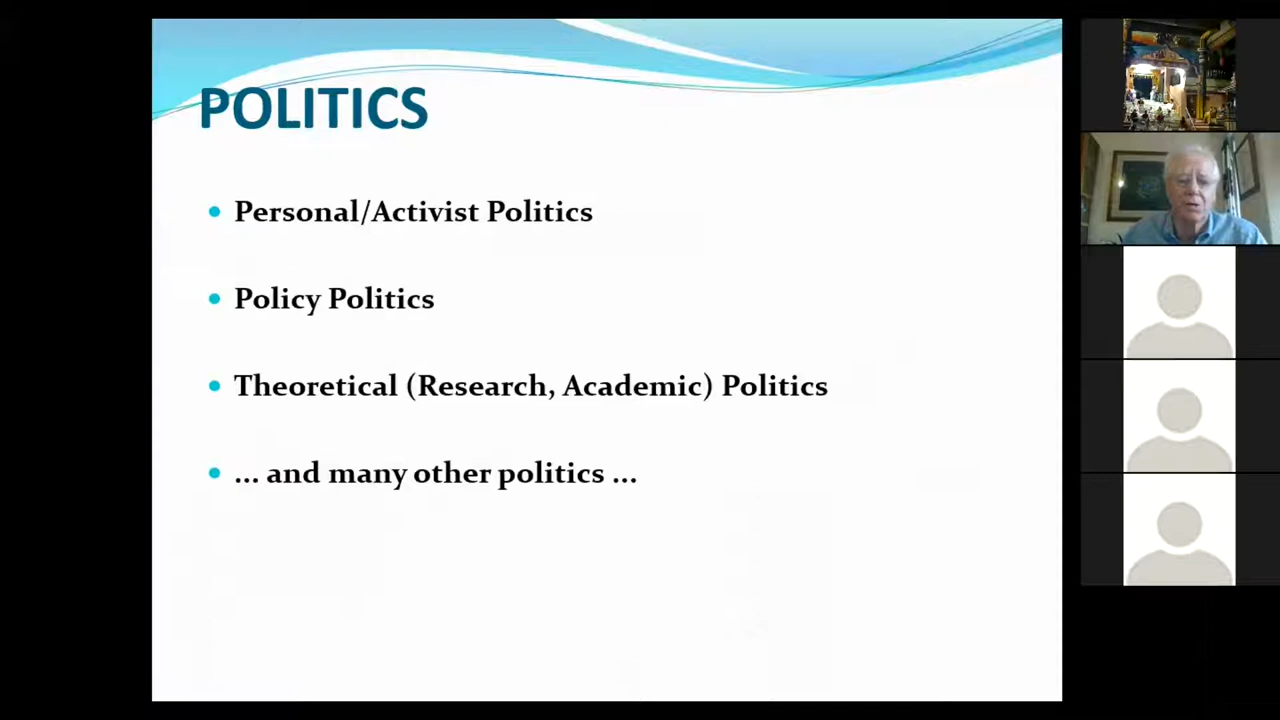 POLITICS
Personal/Activist Politics
Policy Politics
Theoretical (Research, Academic) Politics
... and many other politics ...